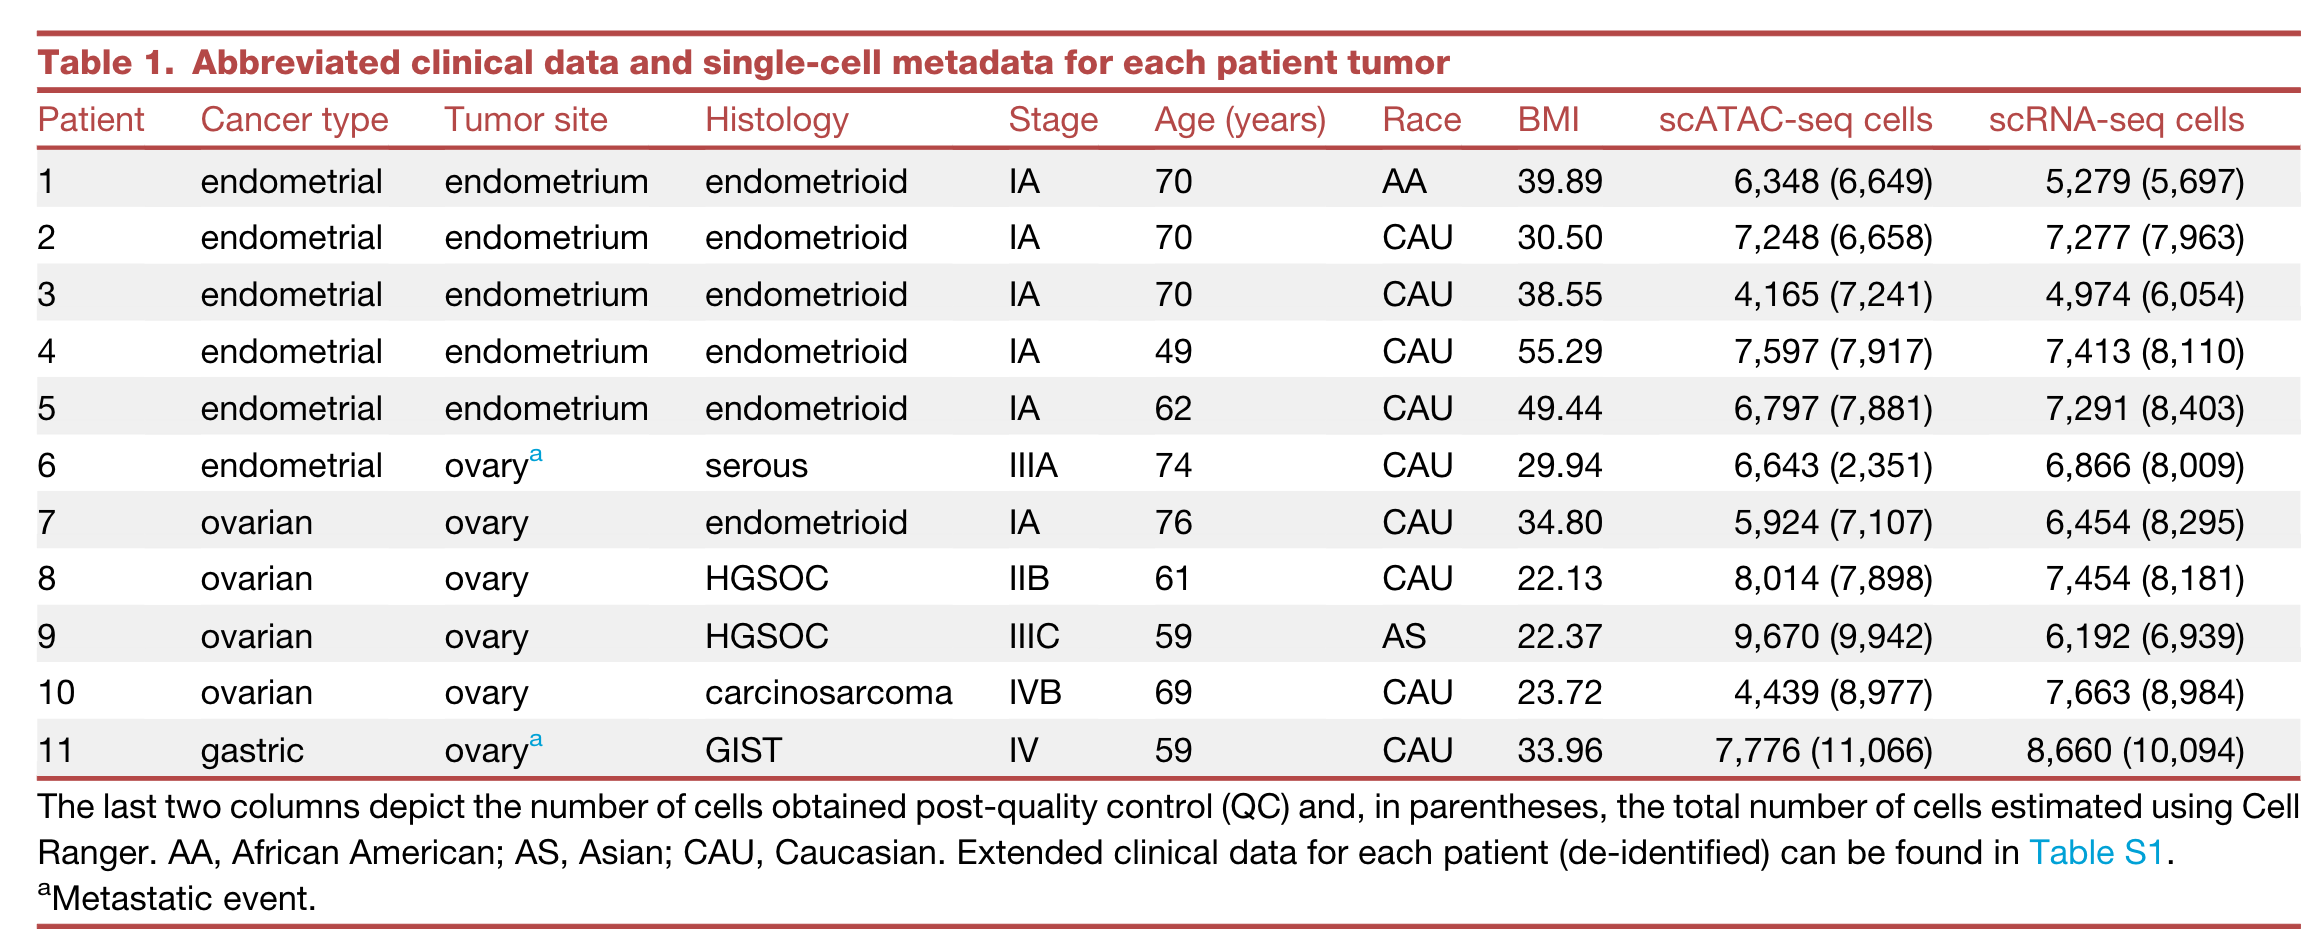 Table 1. Abbreviated clinical data and single-cell metadata for each patient tumor
Patient Cancer type Tumor site Histology Stage Age (years) Race BMI scATAC-seq cells scRNA-seq cells
1 endometrial endometrium endometrioid IA 70 AA 39.89 6,348 (6,649) 5,279 (5,697)
2 endometrial endometrium endometrioid IA 70 CAU 30.50 7,248 (6,658) 7,277 (7,963)
3 endometrial endometrium endometrioid IA 70 CAU 38.55 4,165 (7,241) 4,974 (6,054)
4 endometrial endometrium endometrioid IA 49 CAU 55.29 7,597 (7,917) 7,413 (8,110)
5 endometrial endometrium endometrioid IA 62 CAU 49.44 6,797 (7,881) 7,291 (8,403)
6 endometrial ovaryᵃ serous IIIA 74 CAU 29.94 6,643 (2,351) 6,866 (8,009)
7 ovarian ovary endometrioid IA 76 CAU 34.80 5,924 (7,107) 6,454 (8,295)
8 ovarian ovary HGSOC IIB 61 CAU 22.13 8,014 (7,898) 7,454 (8,181)
9 ovarian ovary HGSOC IIIC 59 AS 22.37 9,670 (9,942) 6,192 (6,939)
10 ovarian ovary carcinosarcoma IVB 69 CAU 23.72 4,439 (8,977) 7,663 (8,984)
11 gastric ovaryᵃ GIST IV 59 CAU 33.96 7,776 (11,066) 8,660 (10,094)
The last two columns depict the number of cells obtained post-quality control (QC) and, in parentheses, the total number of cells estimated using Cell
Ranger. AA, African American; AS, Asian; CAU, Caucasian. Extended clinical data for each patient (de-identified) can be found in Table S1.
ᵃMetastatic event.